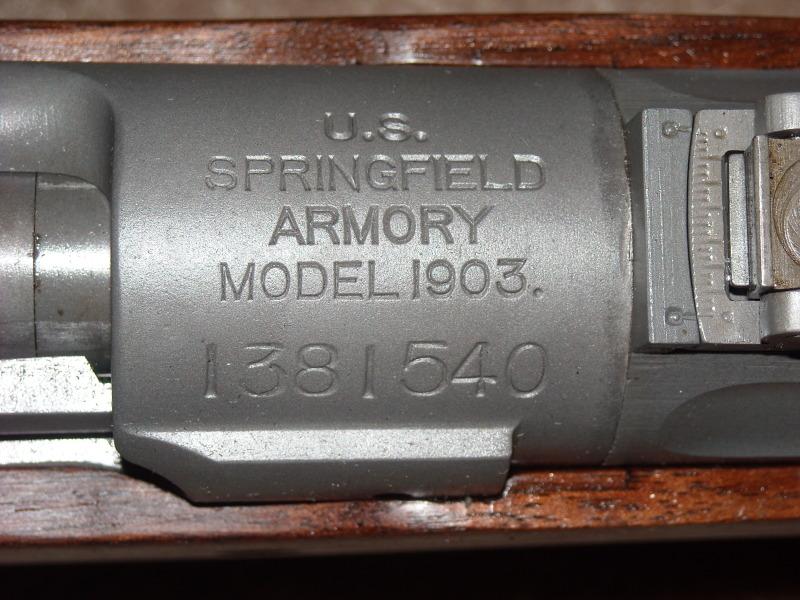 U.S.
SPRINGFIELD
ARMORY
MODEL 1903.
1381540